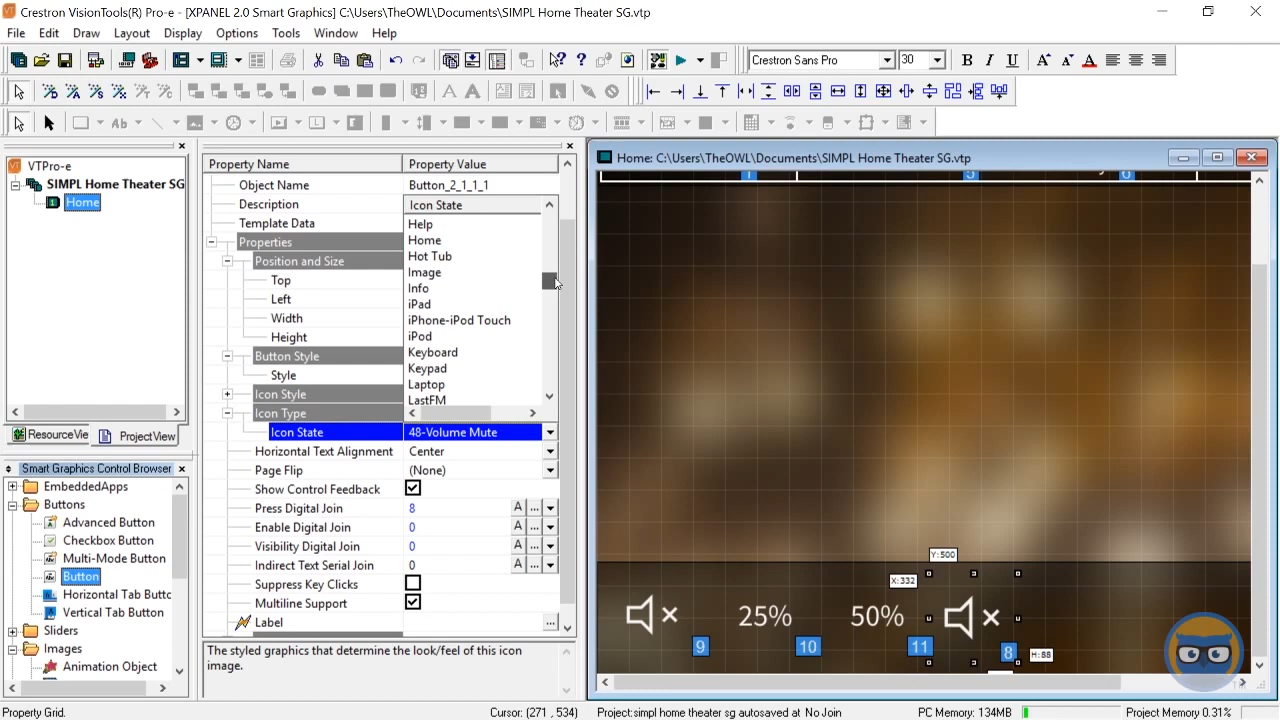 Crestron VisionTools(R) Pro-e - [XPANEL 2.0 Smart Graphics] C:\Users\TheOWL\Documents\SIMPL Home Theater SG.vtp
File Edit Draw Layout Display Options Tools Window Help
Crestron Sans Pro 30 B I U A A A
Ab
VTPro-e
SIMPL Home Theater SG
Home
ResourceVie ProjectView
Smart Graphics Control Browser
EmbeddedApps
Buttons
Advanced Button
Checkbox Button
Multi-Mode Button
Button
Horizontal Tab Butto
Vertical Tab Button
Sliders
Images
Animation Object
Property Name Property Value
Object Name Button_2_1_1_1
Description
Template Data
Properties
Position and Size
Top
Left
Width
Height
Button Style
Style
Icon Style
Icon Type
Icon State 48-Volume Mute
Icon State
Help
Home
Hot Tub
Image
Info
iPad
iPhone-iPod Touch
iPod
Keyboard
Keypad
Laptop
LastFM
Horizontal Text Alignment Center
Page Flip (None)
Show Control Feedback
Press Digital Join 8 A ...
Enable Digital Join 0 A ...
Visibility Digital Join 0 A ...
Indirect Text Serial Join 0 A ...
Suppress Key Clicks
Multiline Support
Label ...
The styled graphics that determine the look/feel of this icon
image.
Home: C:\Users\TheOWL\Documents\SIMPL Home Theater SG.vtp
1 5 6
Y:500
X:332
25% 50%
9 10 11 8 H:88
Property Grid. Cursor: (271 , 534) Project:simpl home theater sg autosaved at No Join PC Memory: 134MB Project Memory 0.31%